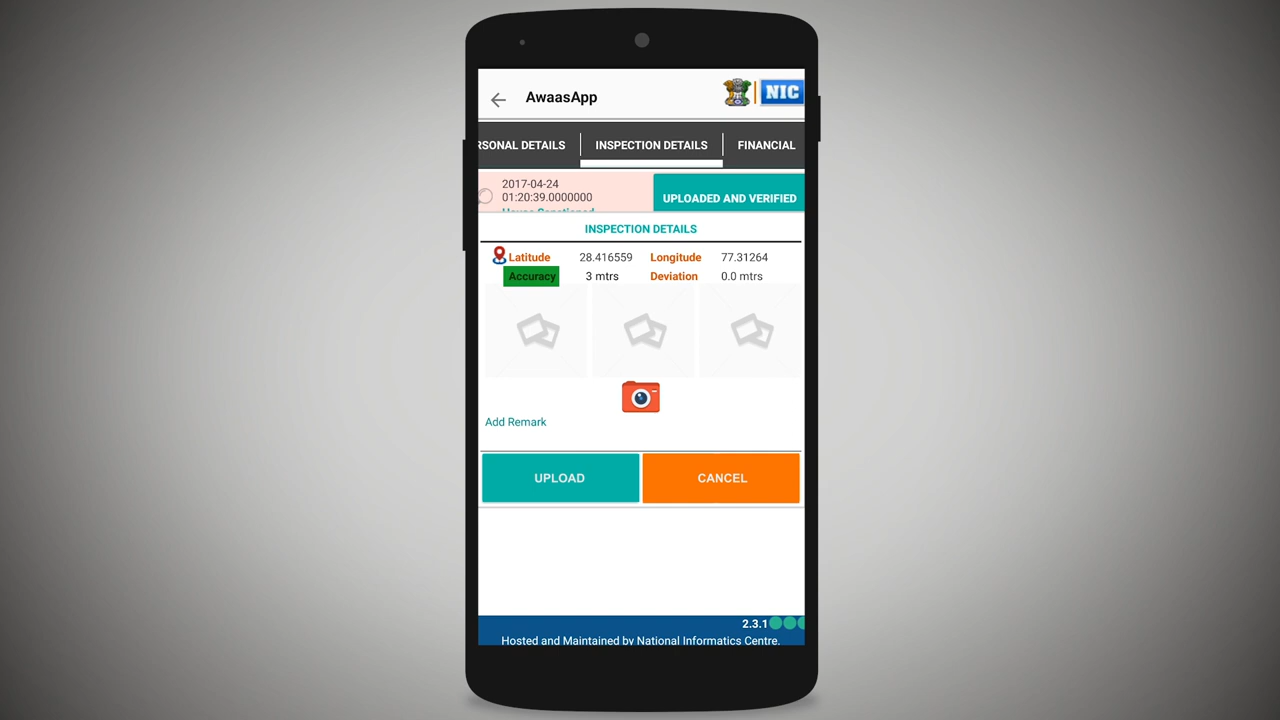 AwaasApp
NIC
RSONAL DETAILS INSPECTION DETAILS FINANCIAL
2017-04-24
01:20:39.0000000
House Sanctioned
UPLOADED AND VERIFIED
INSPECTION DETAILS
Latitude 28.416559 Longitude 77.31264
Accuracy 3 mtrs Deviation 0.0 mtrs
Add Remark
UPLOAD CANCEL
2.3.1
Hosted and Maintained by National Informatics Centre.